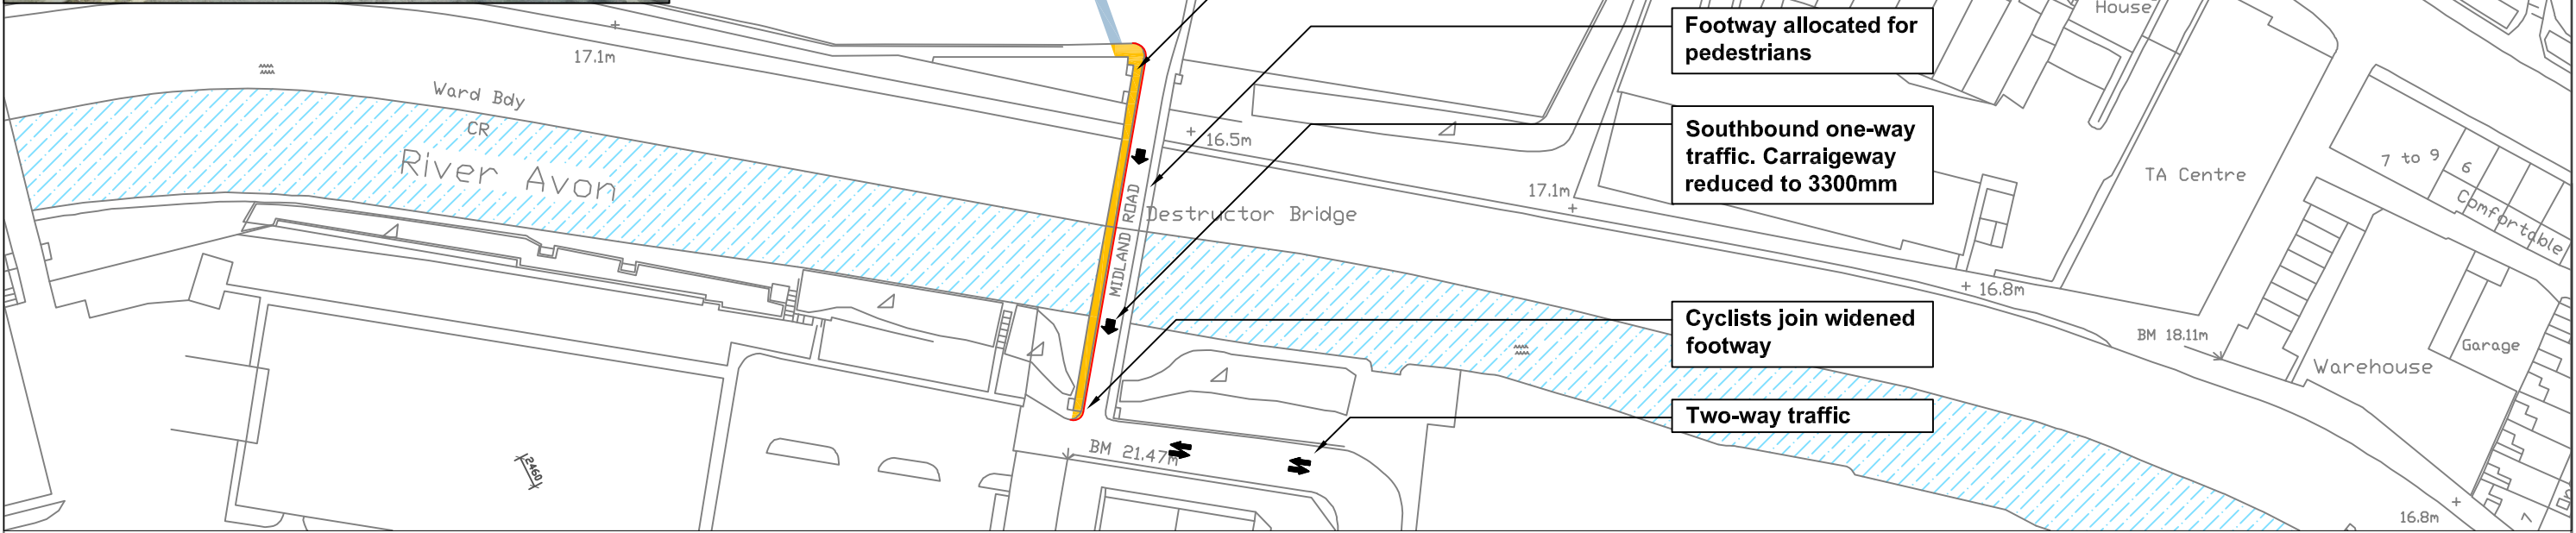 House
Footway allocated for
pedestrians
17.1m
Ward Bdy
CR
River Avon
16.5m
Southbound one-way
traffic. Carraigeway
reduced to 3300mm
17.1m
TA Centre
7 to 9
6
Comfortable
MIDLAND ROAD
Destructor Bridge
16.8m
Cyclists join widened
footway
BM 18.11m
Garage
Warehouse
Two-way traffic
BM 21.47m
2460
16.8m
7